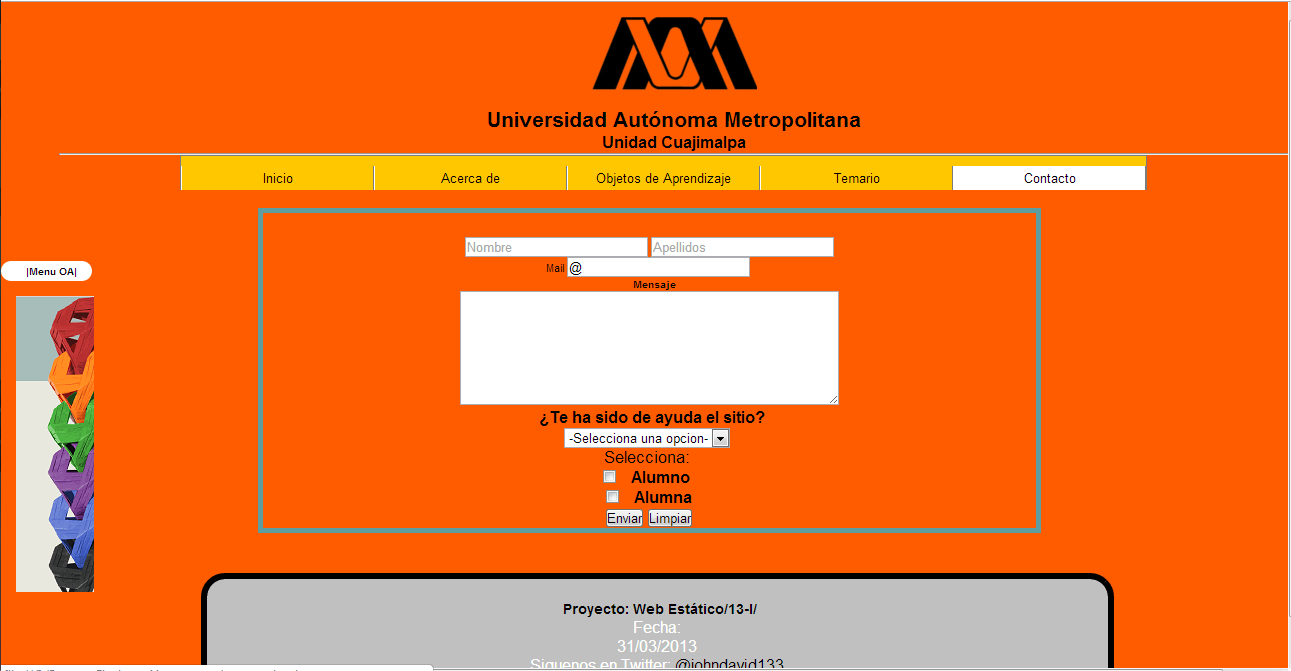 Universidad Autónoma Metropolitana
Unidad Cuajimalpa
Inicio Acerca de Objetos de Aprendizaje Temario Contacto
Nombre Apellidos
|Menu OA|
Mail @
Mensaje
¿Te ha sido de ayuda el sitio?
-Selecciona una opcion-
Selecciona:
Alumno
Alumna
Enviar Limpiar
Proyecto: Web Estático/13-I/
Fecha:
31/03/2013
Siguenos en Twitter: @johndavid133